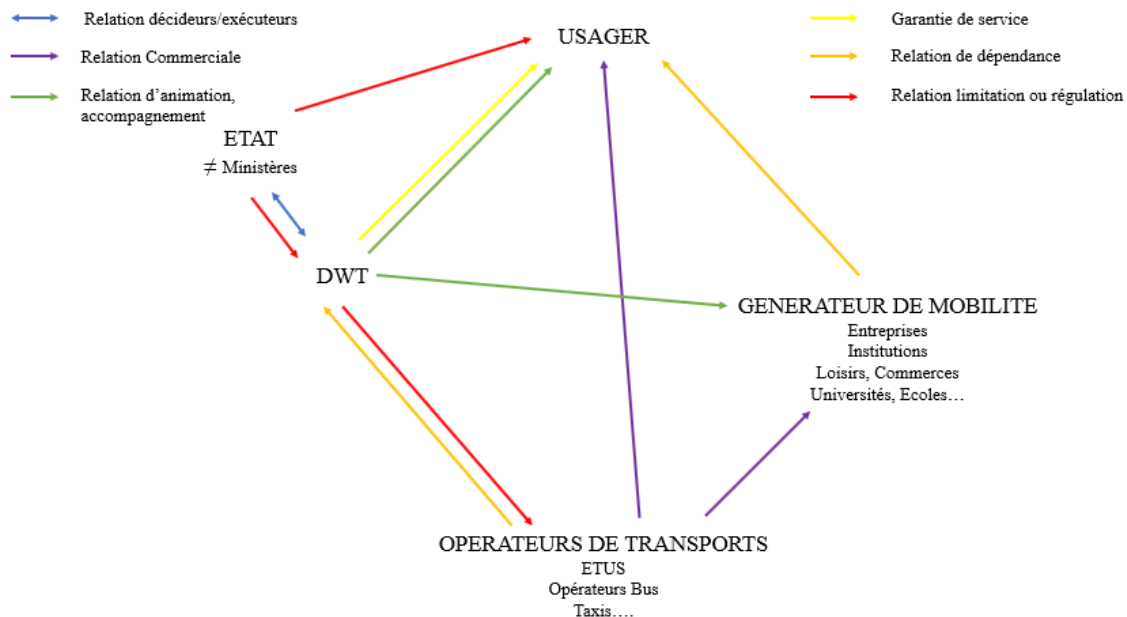 Relation décideurs/exécuteurs
Relation Commerciale
Relation d’animation,
accompagnement
Garantie de service
Relation de dépendance
Relation limitation ou régulation
USAGER
ETAT
≠ Ministères
DWT
GENERATEUR DE MOBILITE
Entreprises
Institutions
Loisirs, Commerces
Universités, Ecoles…
OPERATEURS DE TRANSPORTS
ETUS
Opérateurs Bus
Taxis….